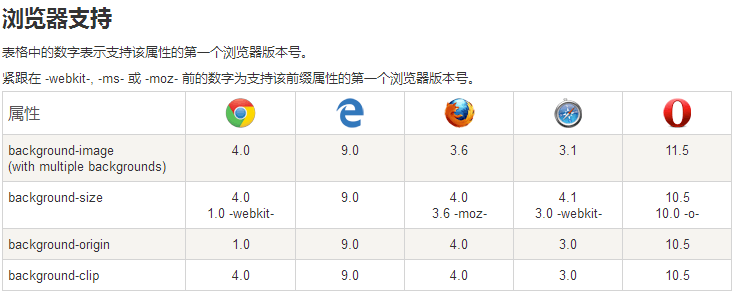 浏览器支持
表格中的数字表示支持该属性的第一个浏览器版本号。
紧跟在 -webkit-, -ms- 或 -moz- 前的数字为支持该前缀属性的第一个浏览器版本号。
属性
background-image 4.0 9.0 3.6 3.1 11.5
(with multiple backgrounds)
background-size 4.0 9.0 4.0 4.1 10.5
1.0 -webkit- 3.6 -moz- 3.0 -webkit- 10.0 -o-
background-origin 1.0 9.0 4.0 3.0 10.5
background-clip 4.0 9.0 4.0 3.0 10.5